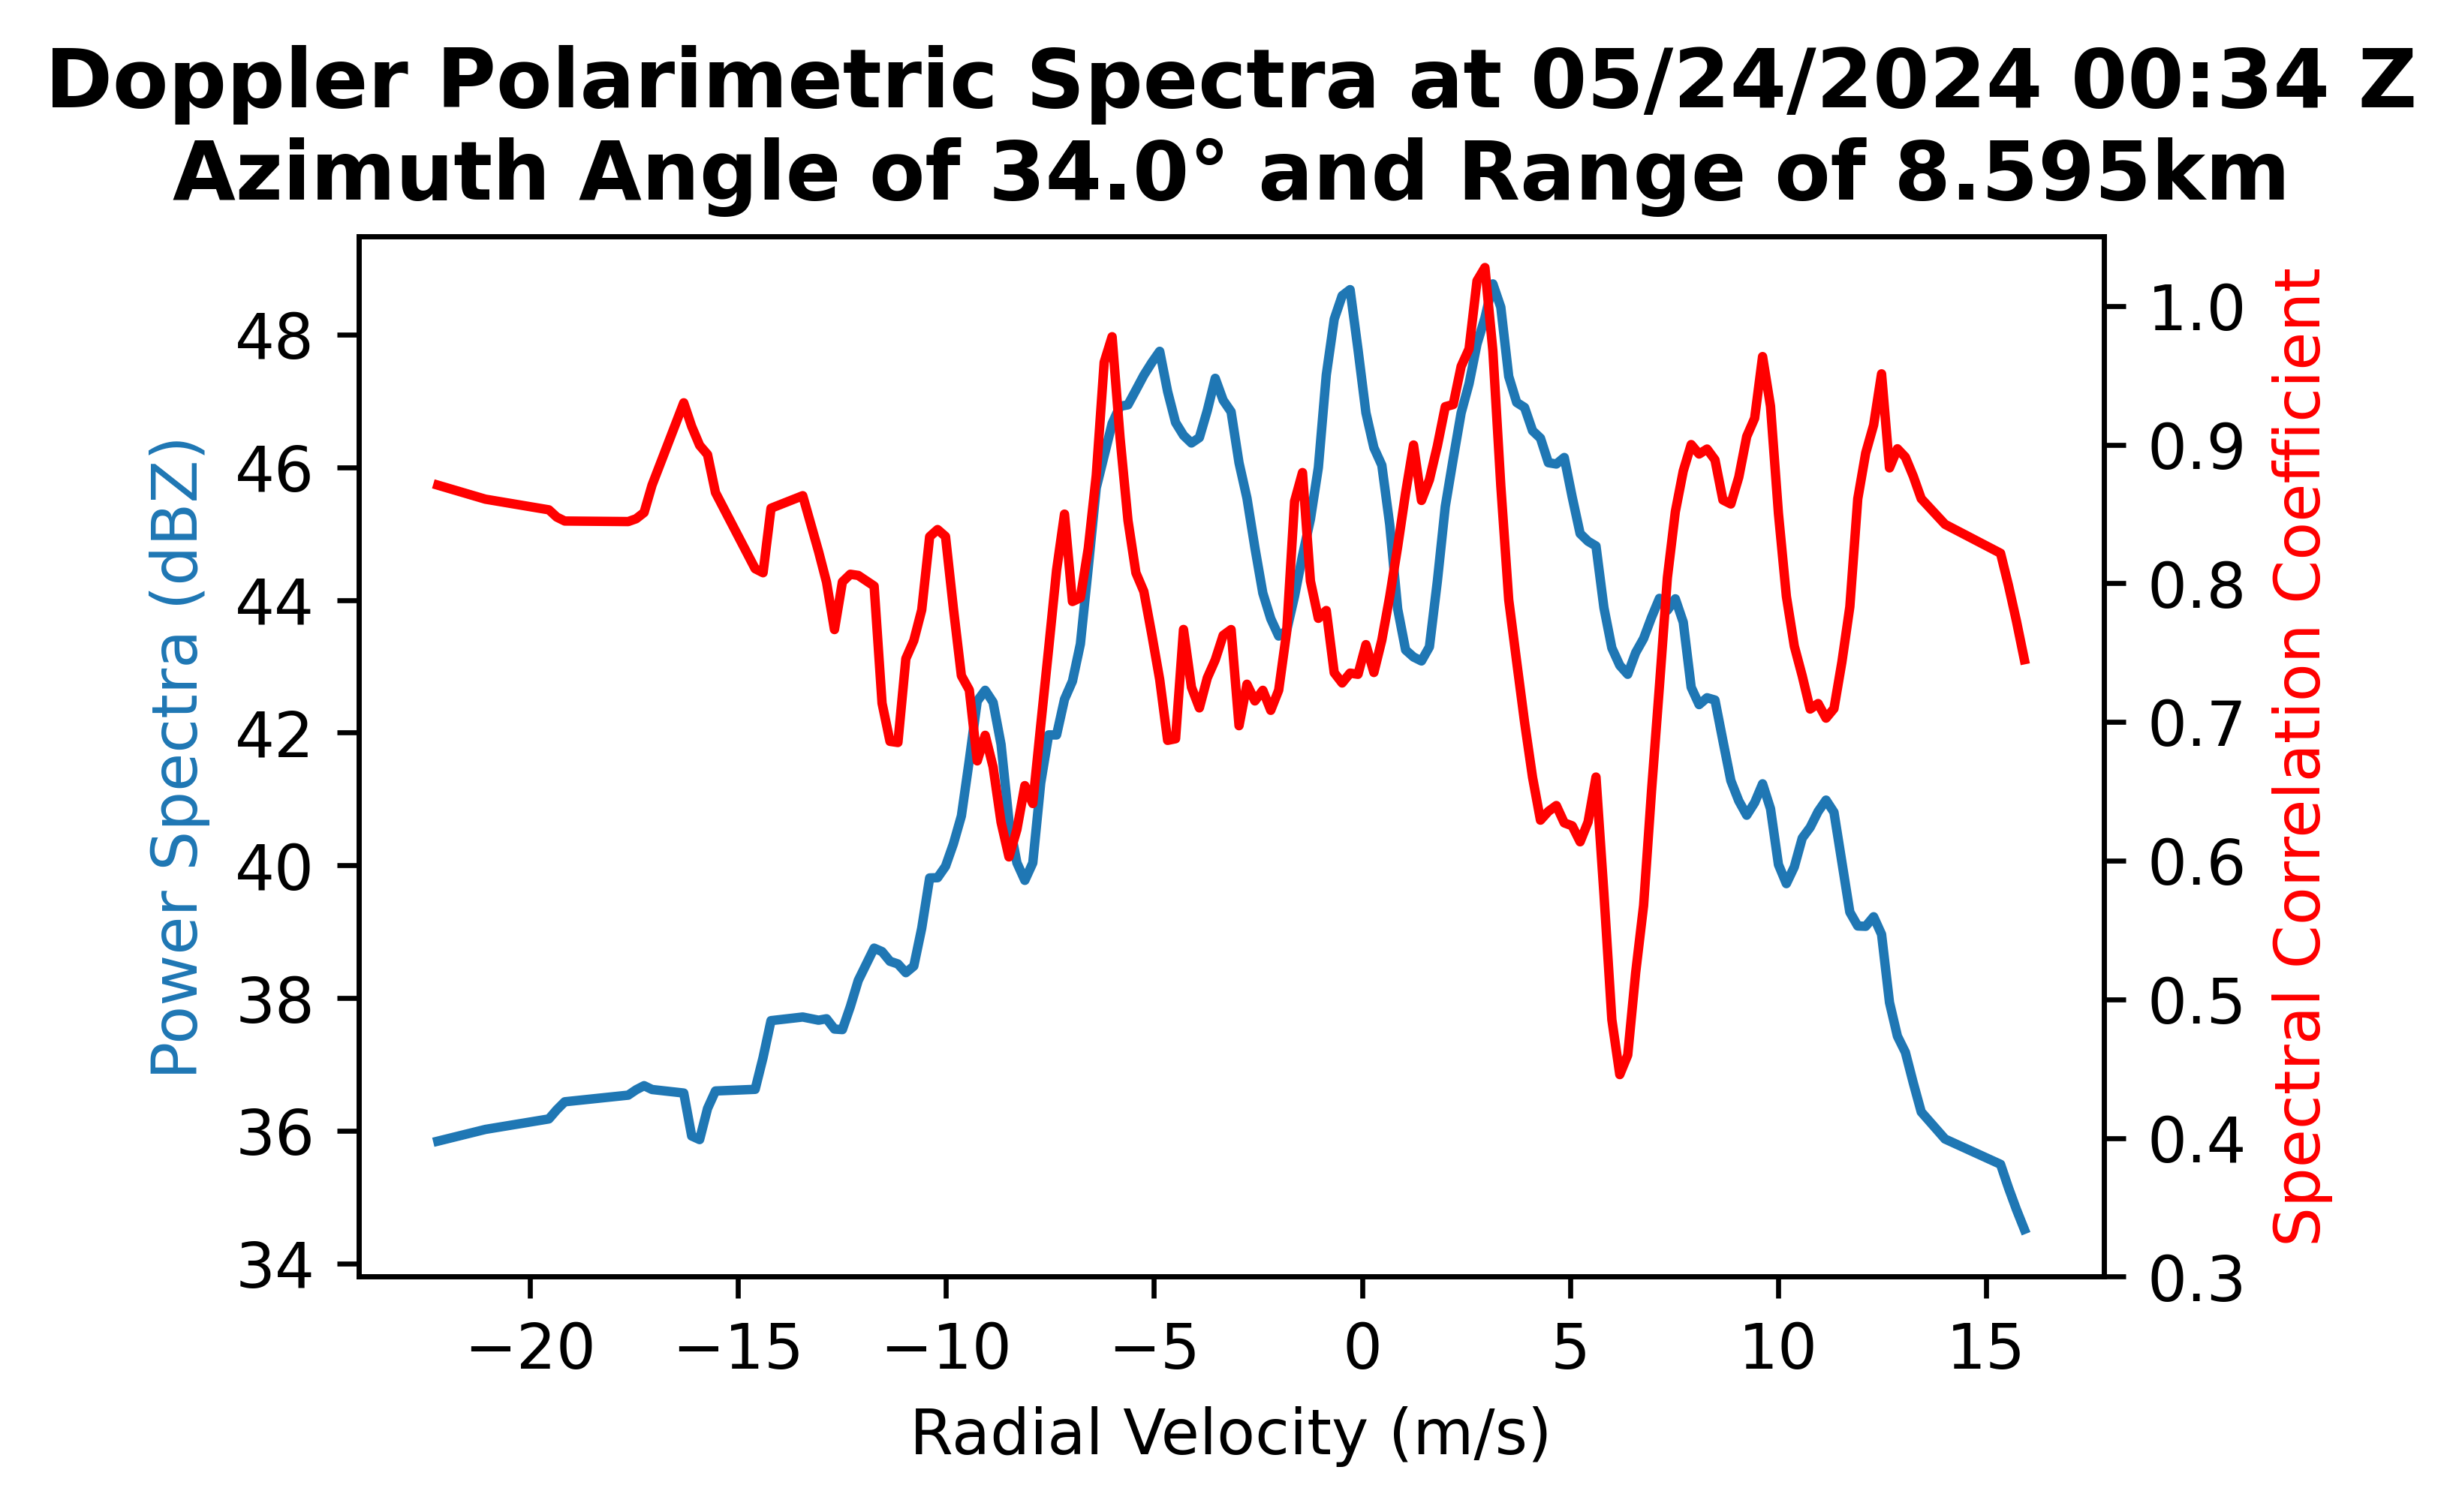 Doppler Polarimetric Spectra at 05/24/2024 00:34 Z
Azimuth Angle of 34.0° and Range of 8.595km
Power Spectra (dBZ)
48
46
44
42
40
38
36
34
1.0
0.9
0.8
0.7
0.6
0.5
0.4
0.3
Spectral Correlation Coefficient
−20 −15 −10 −5 0 5 10 15
Radial Velocity (m/s)